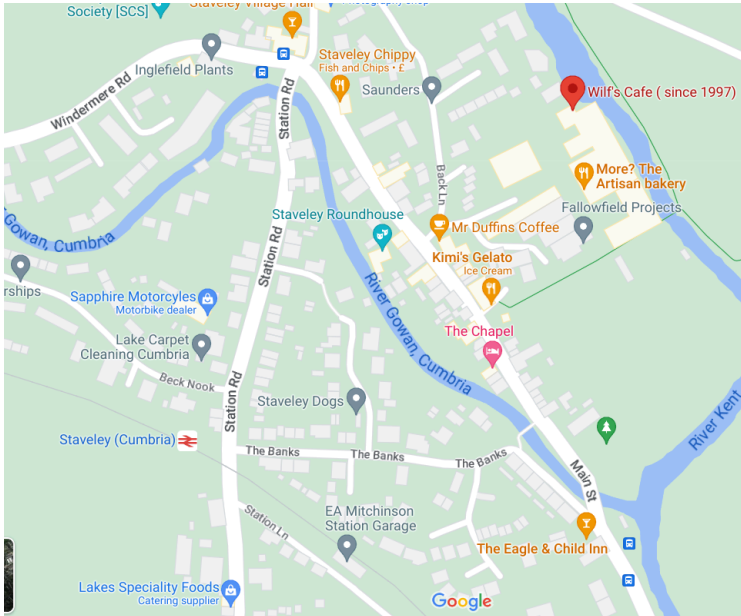 Society [SCS]
Staveley Village Hall
Inglefield Plants
Staveley Chippy
Fish and Chips • £
Saunders
Wilf's Cafe ( since 1997)
Windermere Rd
Station Rd
Back Ln
More? The
Artisan bakery
Staveley Roundhouse
Mr Duffins Coffee
Fallowfield Projects
Gowan, Cumbria
Station Rd
Kimi's Gelato
Ice Cream
rships
Sapphire Motorcyles
Motorbike dealer
River Gowan, Cumbria
The Chapel
Lake Carpet
Cleaning Cumbria
Beck Nook
Station Rd
Staveley Dogs
River Kent
Staveley (Cumbria)
The Banks
The Banks
The Banks
Main St
Station Ln
EA Mitchinson
Station Garage
The Eagle & Child Inn
Lakes Speciality Foods
Catering supplier
Google